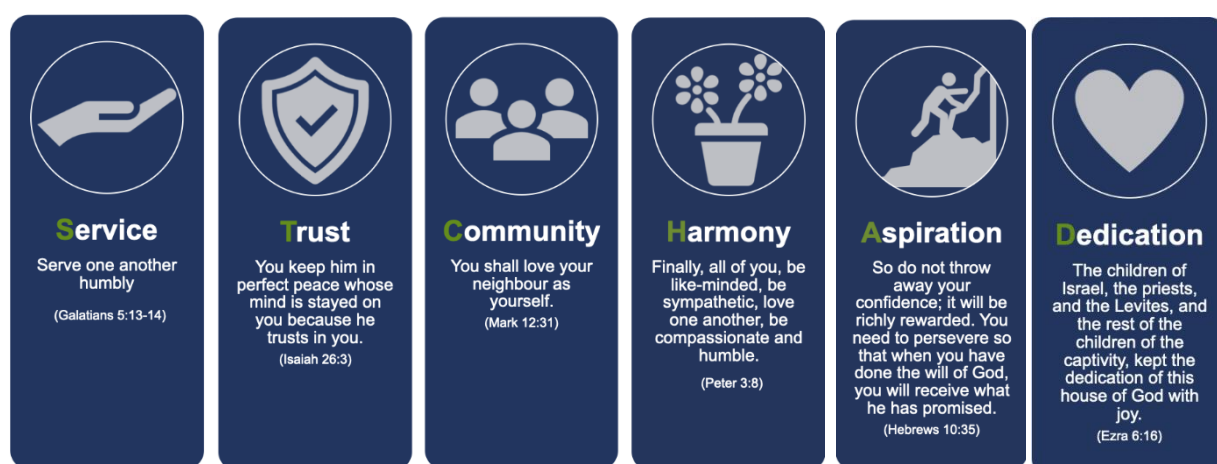 Service
Serve one another
humbly
(Galatians 5:13-14)
Trust
You keep him in
perfect peace whose
mind is stayed on
you because he
trusts in you.
(Isaiah 26:3)
Community
You shall love your
neighbour as
yourself.
(Mark 12:31)
Harmony
Finally, all of you, be
like-minded, be
sympathetic, love
one another, be
compassionate and
humble.
(Peter 3:8)
Aspiration
So do not throw
away your
confidence; it will be
richly rewarded. You
need to persevere so
that when you have
done the will of God,
you will receive what
he has promised.
(Hebrews 10:35)
Dedication
The children of
Israel, the priests,
and the Levites, and
the rest of the
children of the
captivity, kept the
dedication of this
house of God with
joy.
(Ezra 6:16)